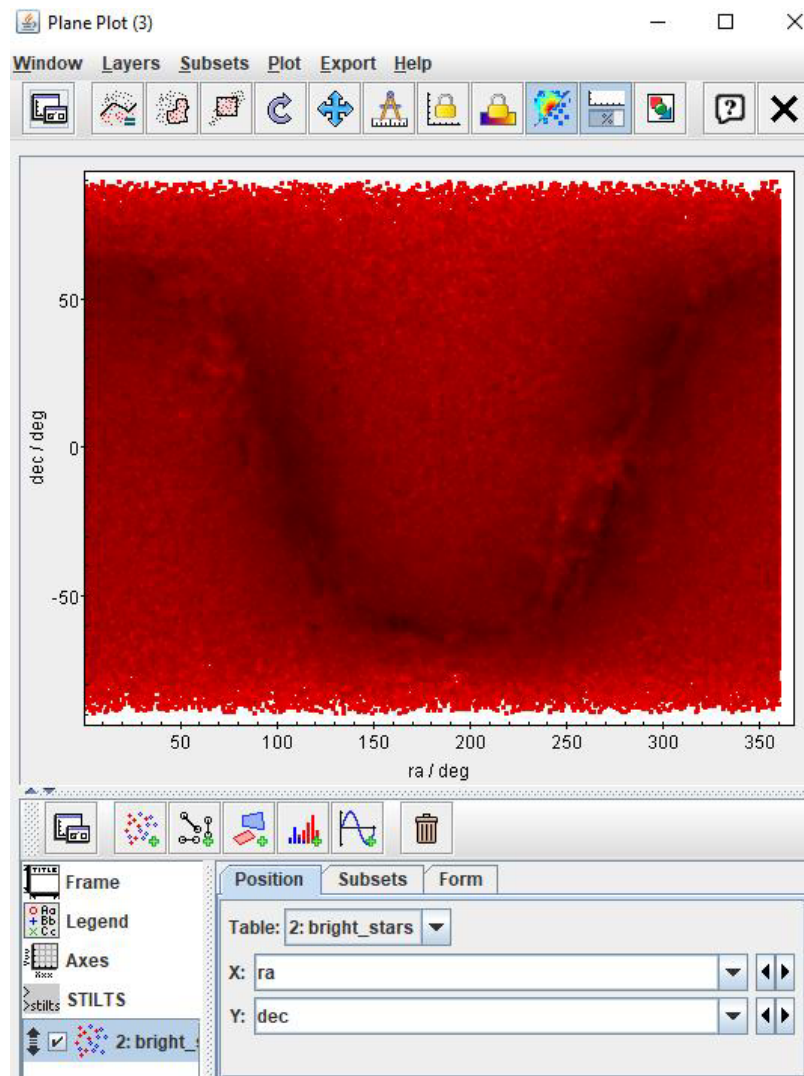 Plane Plot (3)
Window Layers Subsets Plot Export Help
50
0
-50
dec / deg
50 100 150 200 250 300 350
ra / deg
Frame
Legend
Axes
STILTS
2: bright_s
Position Subsets Form
Table: 2: bright_stars
X: ra
Y: dec